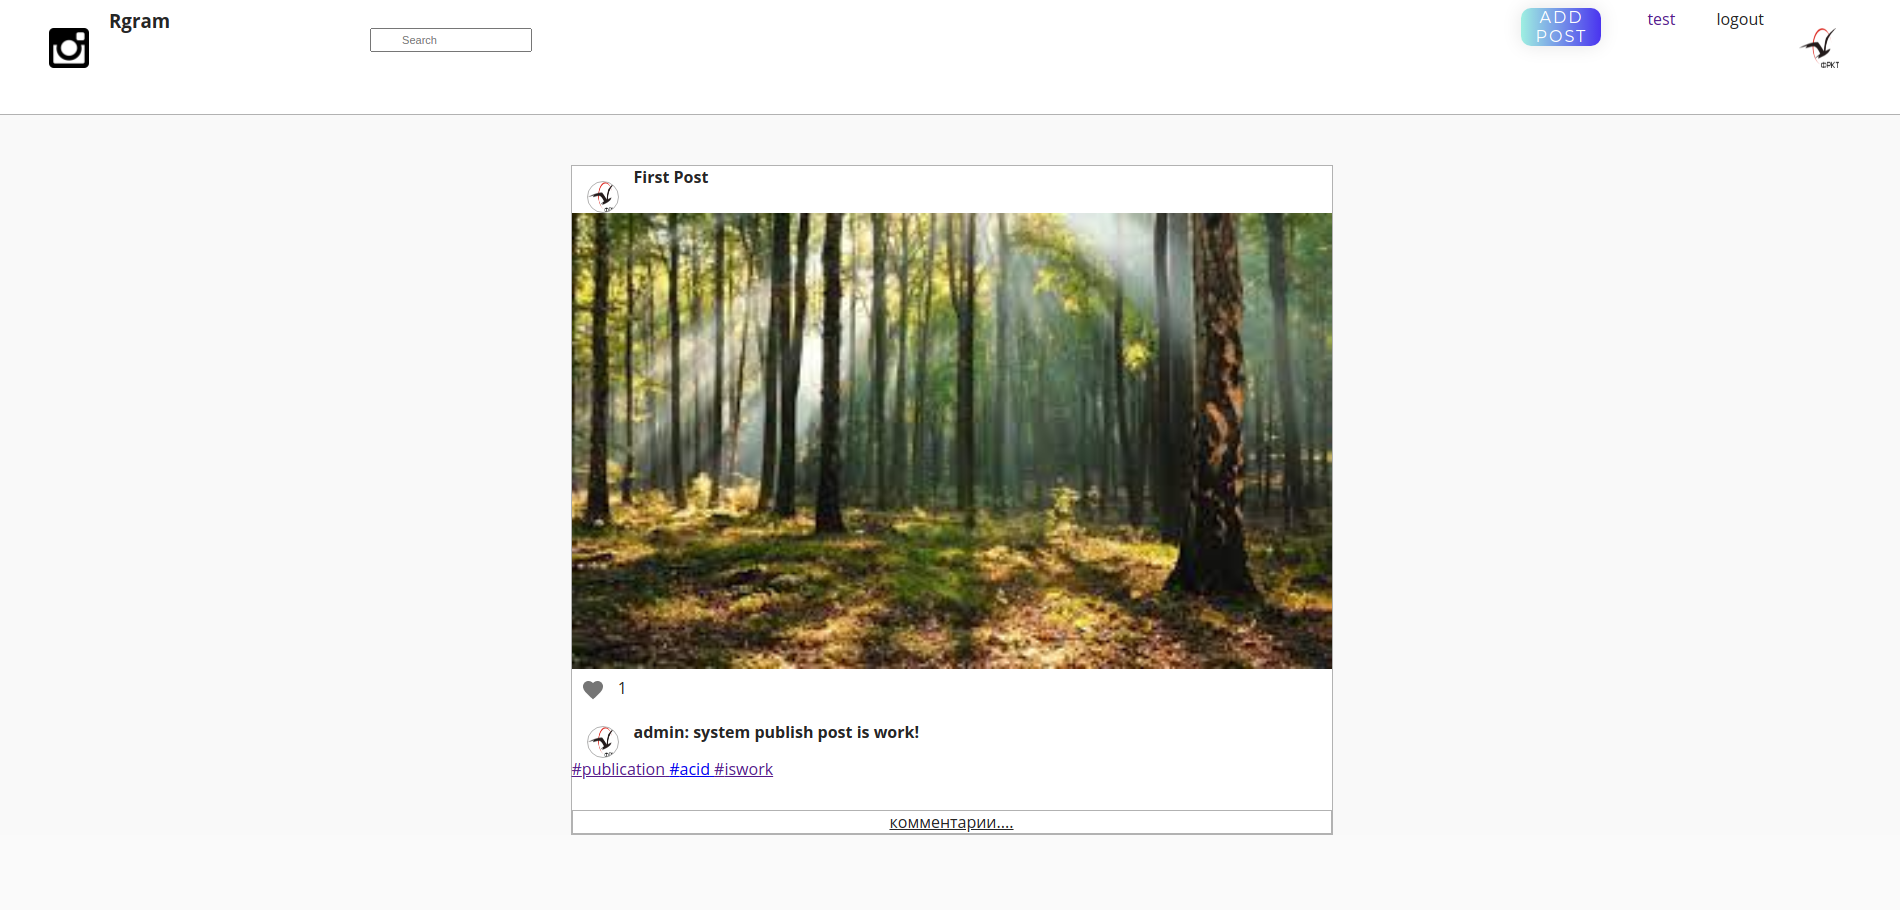 Rgram
Search
ADD
POST
test
logout
ФРКТ
First Post
1
admin: system publish post is work!
#publication #acid #iswork
комментарии....